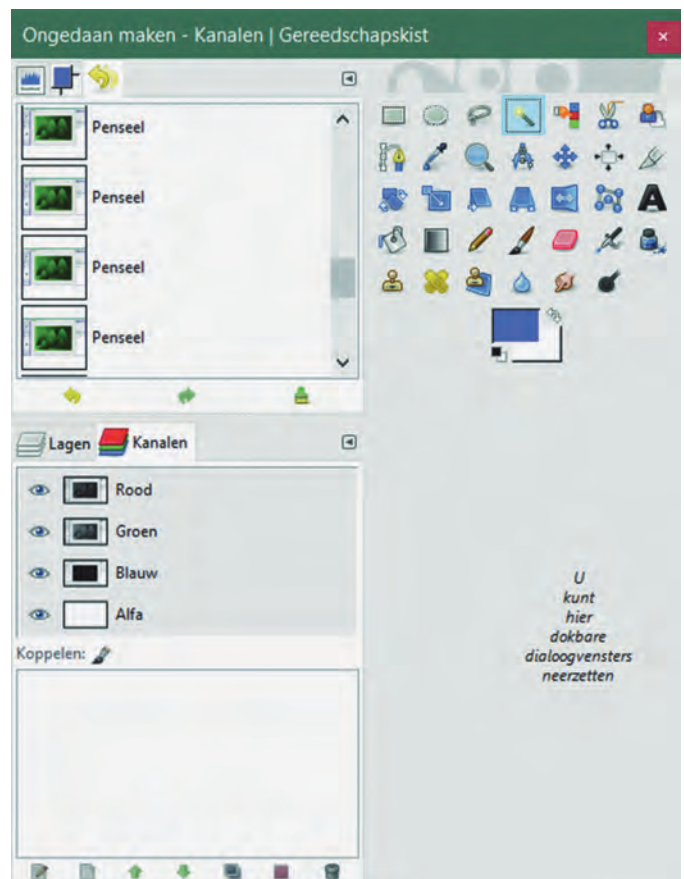 Ongedaan maken - Kanalen | Gereedschapskist
Penseel
Penseel
Penseel
Penseel
Lagen Kanalen
Rood
Groen
Blauw
Alfa
Koppelen:
U
kunt
hier
dokbare
dialoogvensters
neerzetten